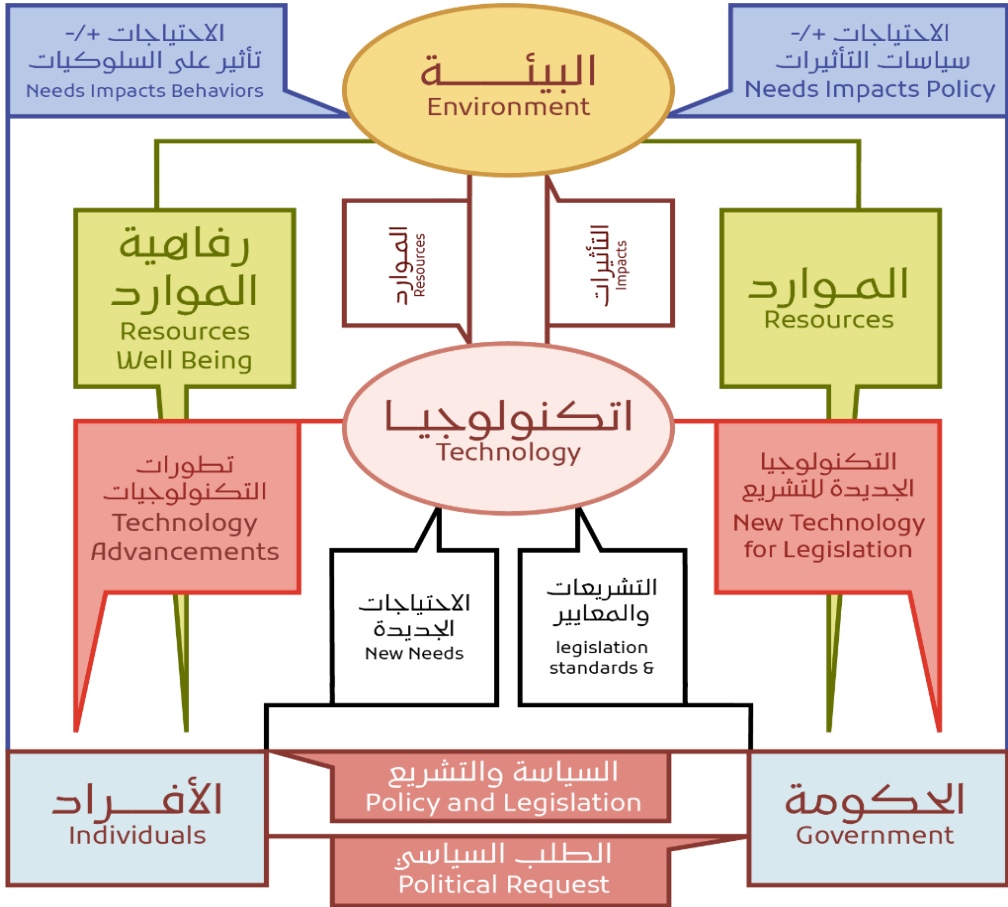 الاحتياجات +/-
تأثير على السلوكيات
Needs Impacts Behaviors
البيئـــــة
Environment
الاحتياجات +/-
سياسات التأثيرات
Needs Impacts Policy
رفاهية
الموارد
Resources
Well Being
الموارد
Resources
التأثيرات
Impacts
المـوارد
Resources
اتكنولوجيـا
Technology
تطورات
التكنولوجيات
Technology
Advancements
التكنولوجيا
الجديدة للتشريع
New Technology
for Legislation
الاحتياجات
الجديدة
New Needs
التشريعات
والمعايير
legislation
standards &
الأفـــراد
Individuals
السياسة والتشريع
Policy and Legislation
الحكومة
Government
الطلب السياسي
Political Request